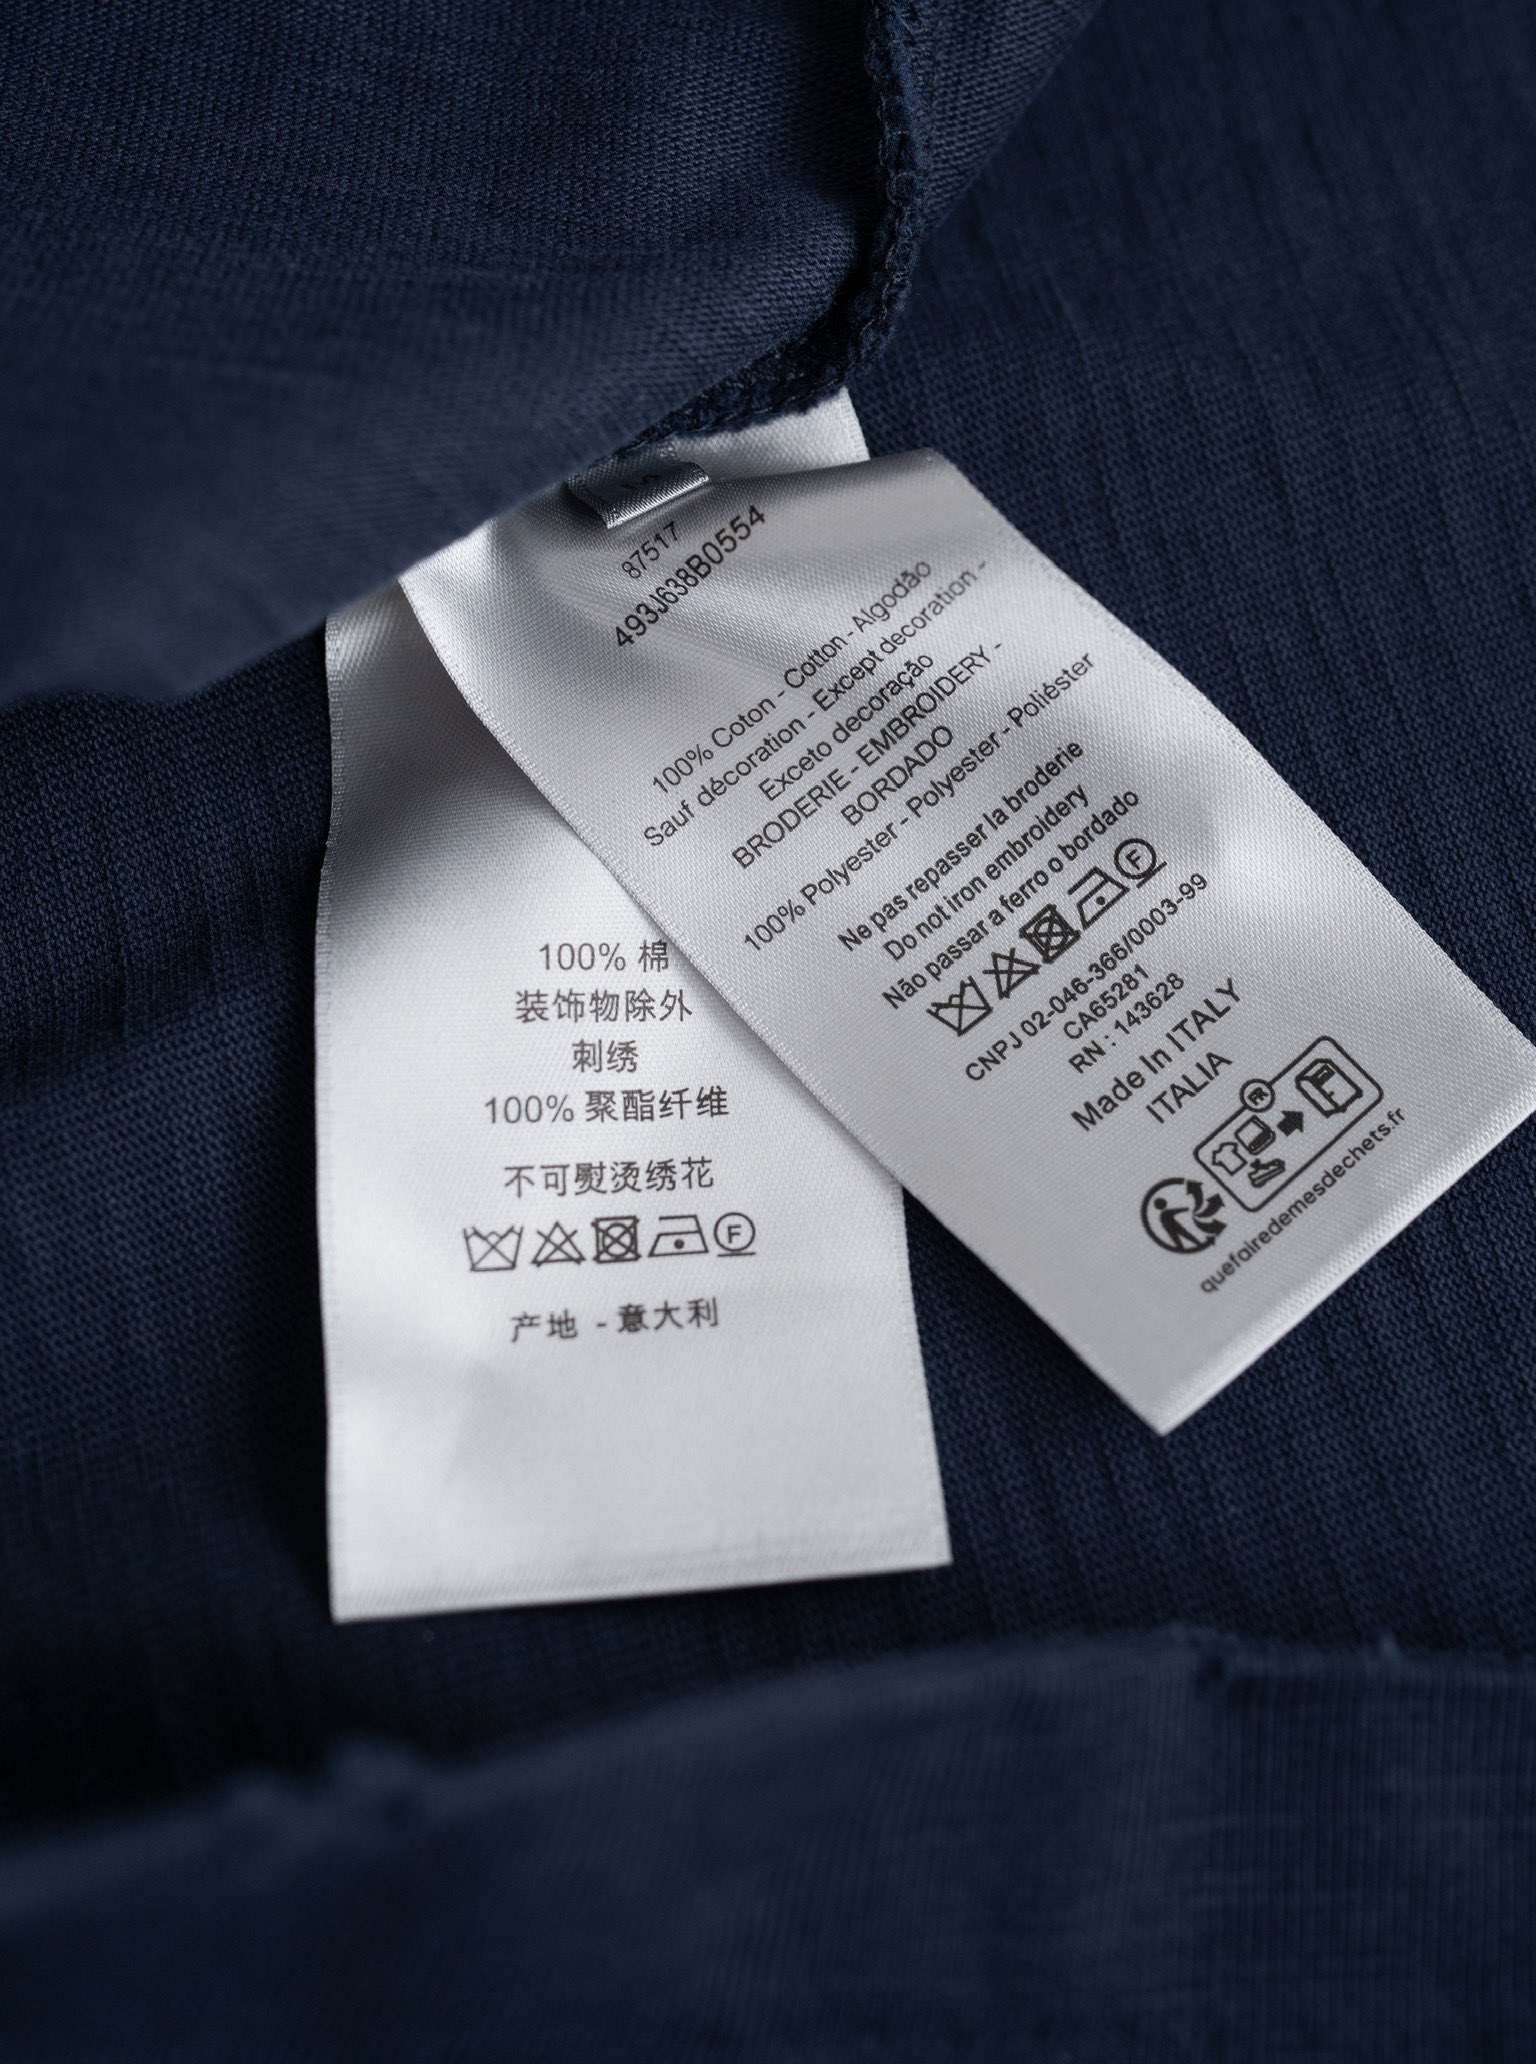 87517
493J638B0554
100% Coton - Cotton - Algodão
Sauf décoration - Except decoration -
Exceto decoração
BRODERIE - EMBROIDERY -
BORDADO
100% Polyester - Polyester - Poliéster
Ne pas repasser la broderie
Do not iron embroidery
Não passar a ferro o bordado
F
CNPJ 02-046-366/0003-99
CA65281
RN : 143628
Made In ITALY
ITALIA
FR
quefairedemesdechets.fr
100% 棉
装饰物除外
刺绣
100% 聚酯纤维
不可熨烫绣花
F
产地 - 意大利